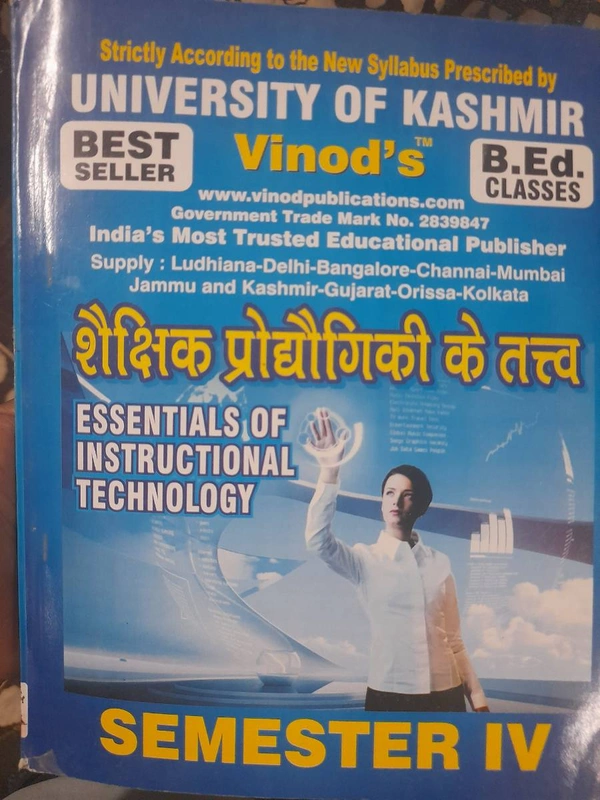 Strictly According to the New Syllabus Prescribed by
UNIVERSITY OF KASHMIR
BEST
SELLER
Vinod's™
B.Ed.
CLASSES
www.vinodpublications.com
Government Trade Mark No. 2839847
India's Most Trusted Educational Publisher
Supply : Ludhiana-Delhi-Bangalore-Channai-Mumbai
Jammu and Kashmir-Gujarat-Orissa-Kolkata
शैक्षिक प्रोद्यौगिकी के तत्त्व
ESSENTIALS OF
INSTRUCTIONAL
TECHNOLOGY
SEMESTER IV